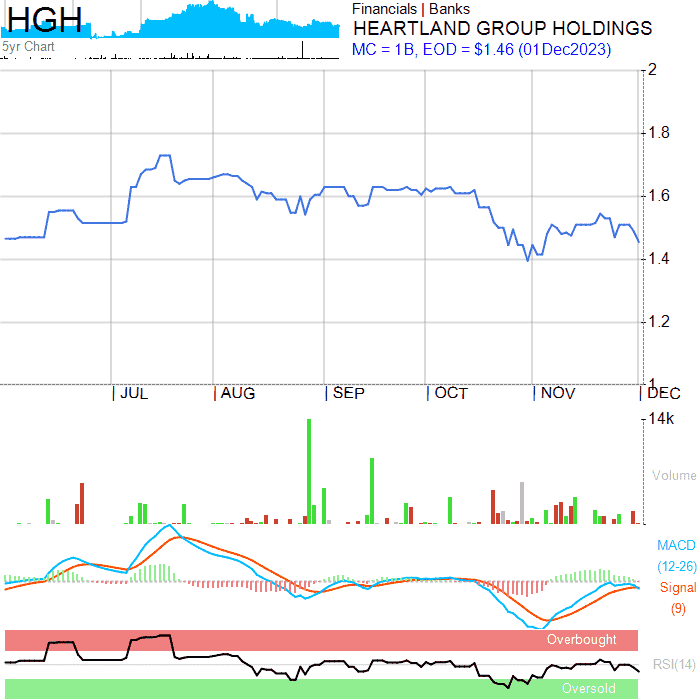 HGH
5yr Chart
Financials | Banks
HEARTLAND GROUP HOLDINGS
MC = 1B, EOD = $1.46 (01Dec2023)
2
1.8
1.6
1.4
1.2
1
JUL
AUG
SEP
OCT
NOV
DEC
14k
Volume
MACD
(12-26)
Signal
(9)
Overbought
RSI(14)
Oversold